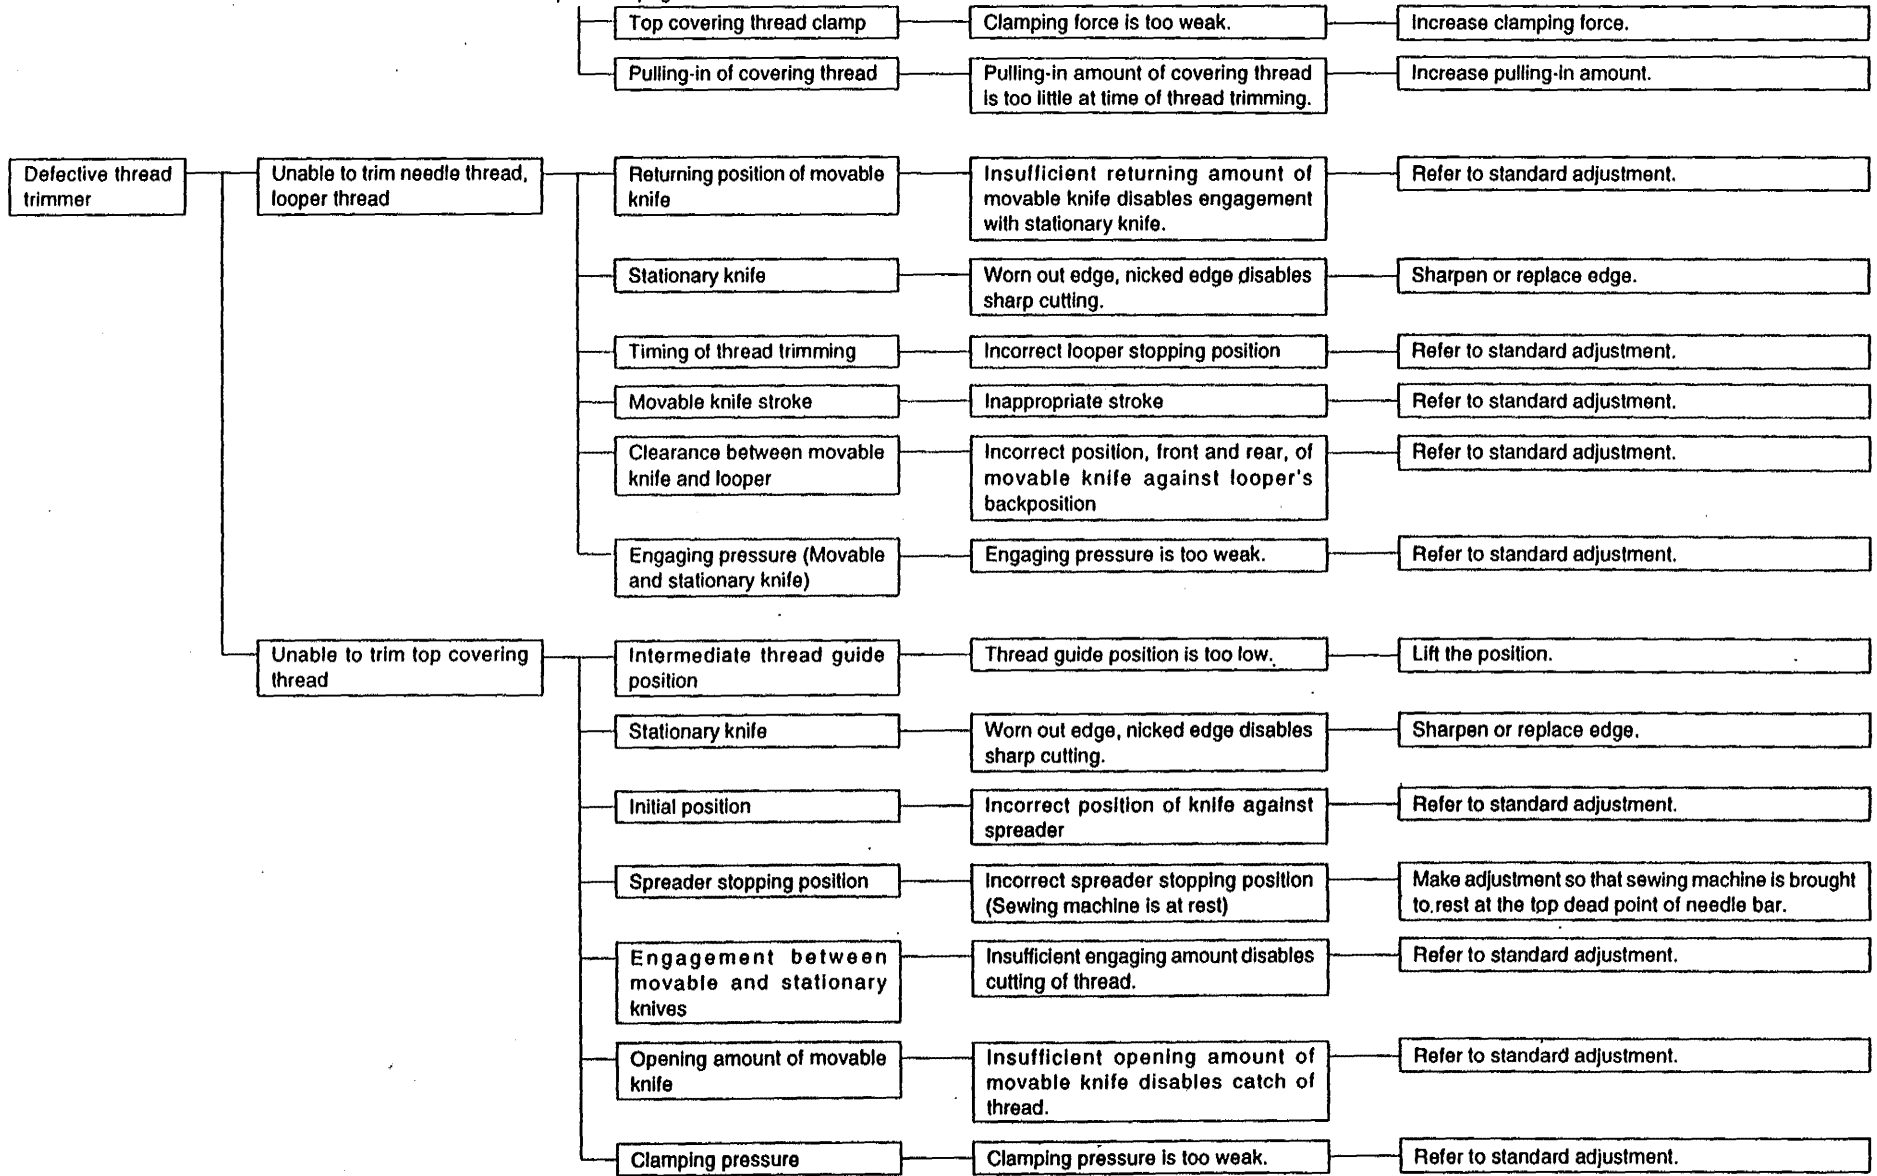 Top covering thread clamp
Clamping force is too weak.
Increase clamping force.
Pulling-in of covering thread
Pulling-in amount of covering thread
is too little at time of thread trimming.
Increase pulling-in amount.
Defective thread
trimmer
Unable to trim needle thread,
looper thread
Returning position of movable
knife
Insufficient returning amount of
movable knife disables engagement
with stationary knife.
Refer to standard adjustment.
Stationary knife
Worn out edge, nicked edge disables
sharp cutting.
Sharpen or replace edge.
Timing of thread trimming
Incorrect looper stopping position
Refer to standard adjustment.
Movable knife stroke
Inappropriate stroke
Refer to standard adjustment.
Clearance between movable
knife and looper
Incorrect position, front and rear, of
movable knife against looper's
backposition
Refer to standard adjustment.
Engaging pressure (Movable
and stationary knife)
Engaging pressure is too weak.
Refer to standard adjustment.
Unable to trim top covering
thread
Intermediate thread guide
position
Thread guide position is too low.
Lift the position.
Stationary knife
Worn out edge, nicked edge disables
sharp cutting.
Sharpen or replace edge.
Initial position
Incorrect position of knife against
spreader
Refer to standard adjustment.
Spreader stopping position
Incorrect spreader stopping position
(Sewing machine is at rest)
Make adjustment so that sewing machine is brought
to rest at the top dead point of needle bar.
Engagement between
movable and stationary
knives
Insufficient engaging amount disables
cutting of thread.
Refer to standard adjustment.
Opening amount of movable
knife
Insufficient opening amount of
movable knife disables catch of
thread.
Refer to standard adjustment.
Clamping pressure
Clamping pressure is too weak.
Refer to standard adjustment.